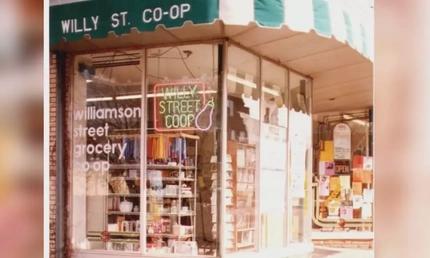 WILLY ST. CO-OP
WILLY
STREET
COOP
williamson
street
grocery
co-op
OPEN